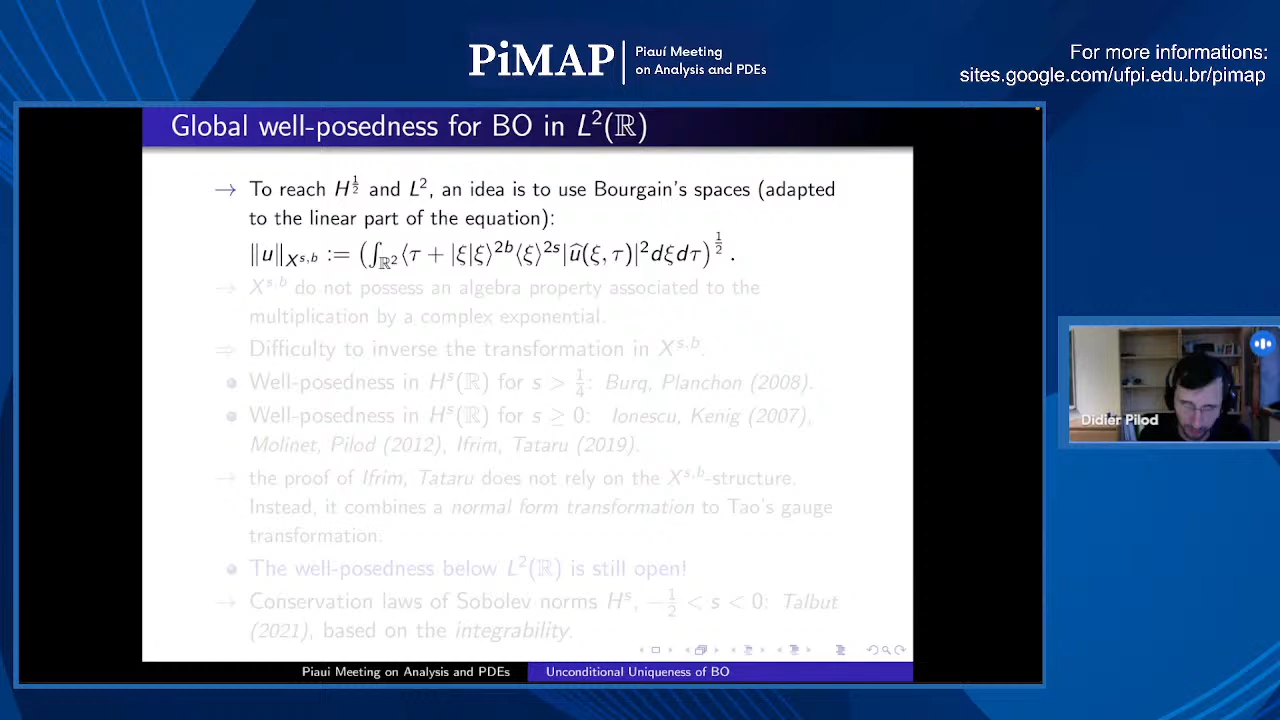 PiMAP
Piauí Meeting
on Analysis and PDEs
For more informations:
sites.google.com/ufpi.edu.br/pimap
Global well-posedness for BO in L²(ℝ)
→ To reach H^{1/2} and L², an idea is to use Bourgain's spaces (adapted
to the linear part of the equation):
‖u‖_{X^{s,b}} := (∫_{ℝ²}⟨τ + |ξ|ξ⟩^{2b}⟨ξ⟩^{2s}|û(ξ, τ)|²dξdτ)^{1/2}.
→ X^{s,b} do not possess an algebra property associated to the
multiplication by a complex exponential.
⇒ Difficulty to inverse the transformation in X^{s,b}.
• Well-posedness in H^s(ℝ) for s > 1/4: Burq, Planchon (2008).
• Well-posedness in H^s(ℝ) for s ≥ 0: Ionescu, Kenig (2007),
Molinet, Pilod (2012), Ifrim, Tataru (2019).
→ the proof of Ifrim, Tataru does not rely on the X^{s,b}-structure.
Instead, it combines a normal form transformation to Tao's gauge
transformation.
• The well-posedness below L²(ℝ) is still open!
→ Conservation laws of Sobolev norms H^s, −1/2 < s < 0: Talbut
(2021), based on the integrability.
Piaui Meeting on Analysis and PDEs
Unconditional Uniqueness of BO
Didier Pilod